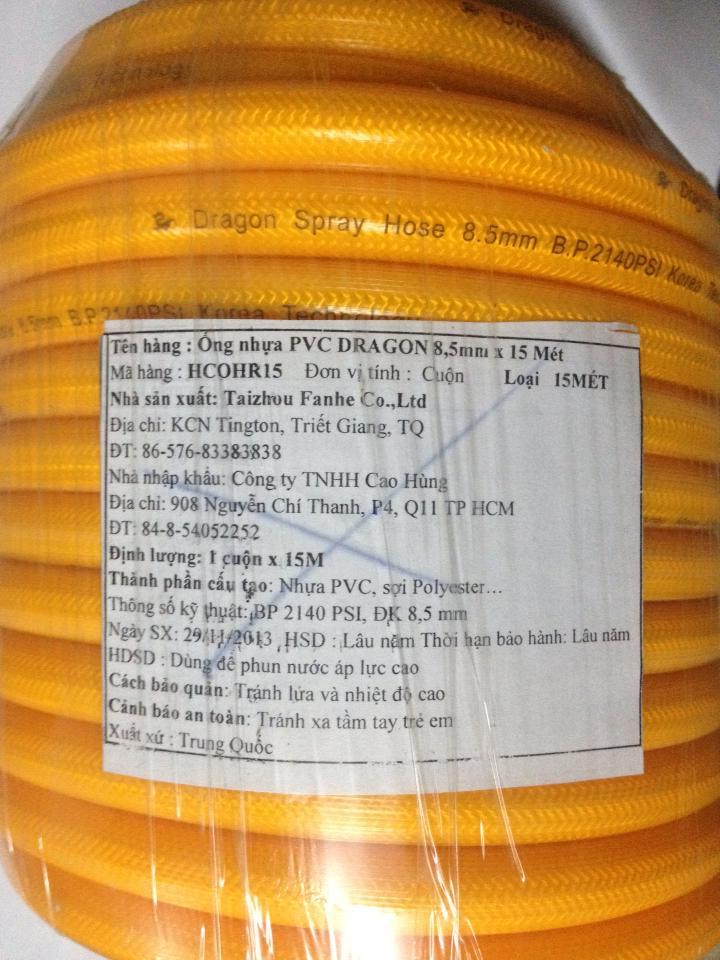 Dragon
Dragon Spray Hose 8.5mm B.P.2140PSI Korea
8.5mm B.P.2140PSI Korea Technology
Tên hàng : Ống nhựa PVC DRAGON 8,5mm x 15 Mét
Mã hàng : HCOHR15 Đơn vị tính : Cuộn Loại 15MÉT
Nhà sản xuất: Taizhou Fanhe Co.,Ltd
Địa chỉ: KCN Tington, Triết Giang, TQ
ĐT: 86-576-83383838
Nhà nhập khẩu: Công ty TNHH Cao Hùng
Địa chỉ: 908 Nguyễn Chí Thanh, P4, Q11 TP HCM
ĐT: 84-8-54052252
Định lượng: 1 cuộn x 15M
Thành phần cấu tạo: Nhựa PVC, sợi Polyester...
Thông số kỹ thuật: BP 2140 PSI, ĐK 8,5 mm
Ngày SX: 29/11/2013 HSD : Lâu năm Thời hạn bảo hành: Lâu năm
HDSD : Dùng để phun nước áp lực cao
Cách bảo quản: Tránh lửa và nhiệt độ cao
Cảnh báo an toàn: Tránh xa tầm tay trẻ em
Xuất xứ : Trung Quốc